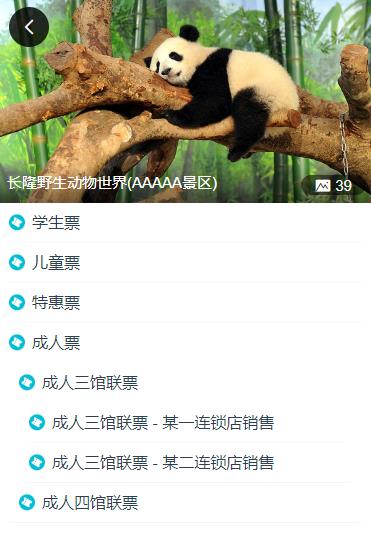 长隆野生动物世界(AAAAA景区)
39
学生票
儿童票
特惠票
成人票
成人三馆联票
成人三馆联票 - 某一连锁店销售
成人三馆联票 - 某二连锁店销售
成人四馆联票